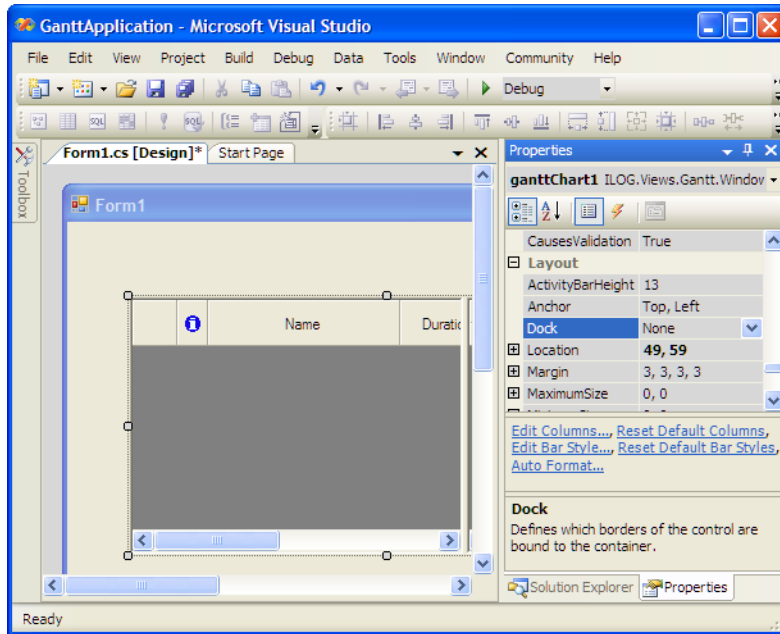 GanttApplication - Microsoft Visual Studio
File Edit View Project Build Debug Data Tools Window Community Help
Debug
Toolbox
Form1.cs [Design]* Start Page
Form1
Name Duratic
Properties
ganttChart1 ILOG.Views.Gantt.Window
CausesValidation True
Layout
ActivityBarHeight 13
Anchor Top, Left
Dock None
Location 49, 59
Margin 3, 3, 3, 3
MaximumSize 0, 0
Edit Columns..., Reset Default Columns,
Edit Bar Style..., Reset Default Bar Styles,
Auto Format...
Dock
Defines which borders of the control are
bound to the container.
Solution Explorer Properties
Ready